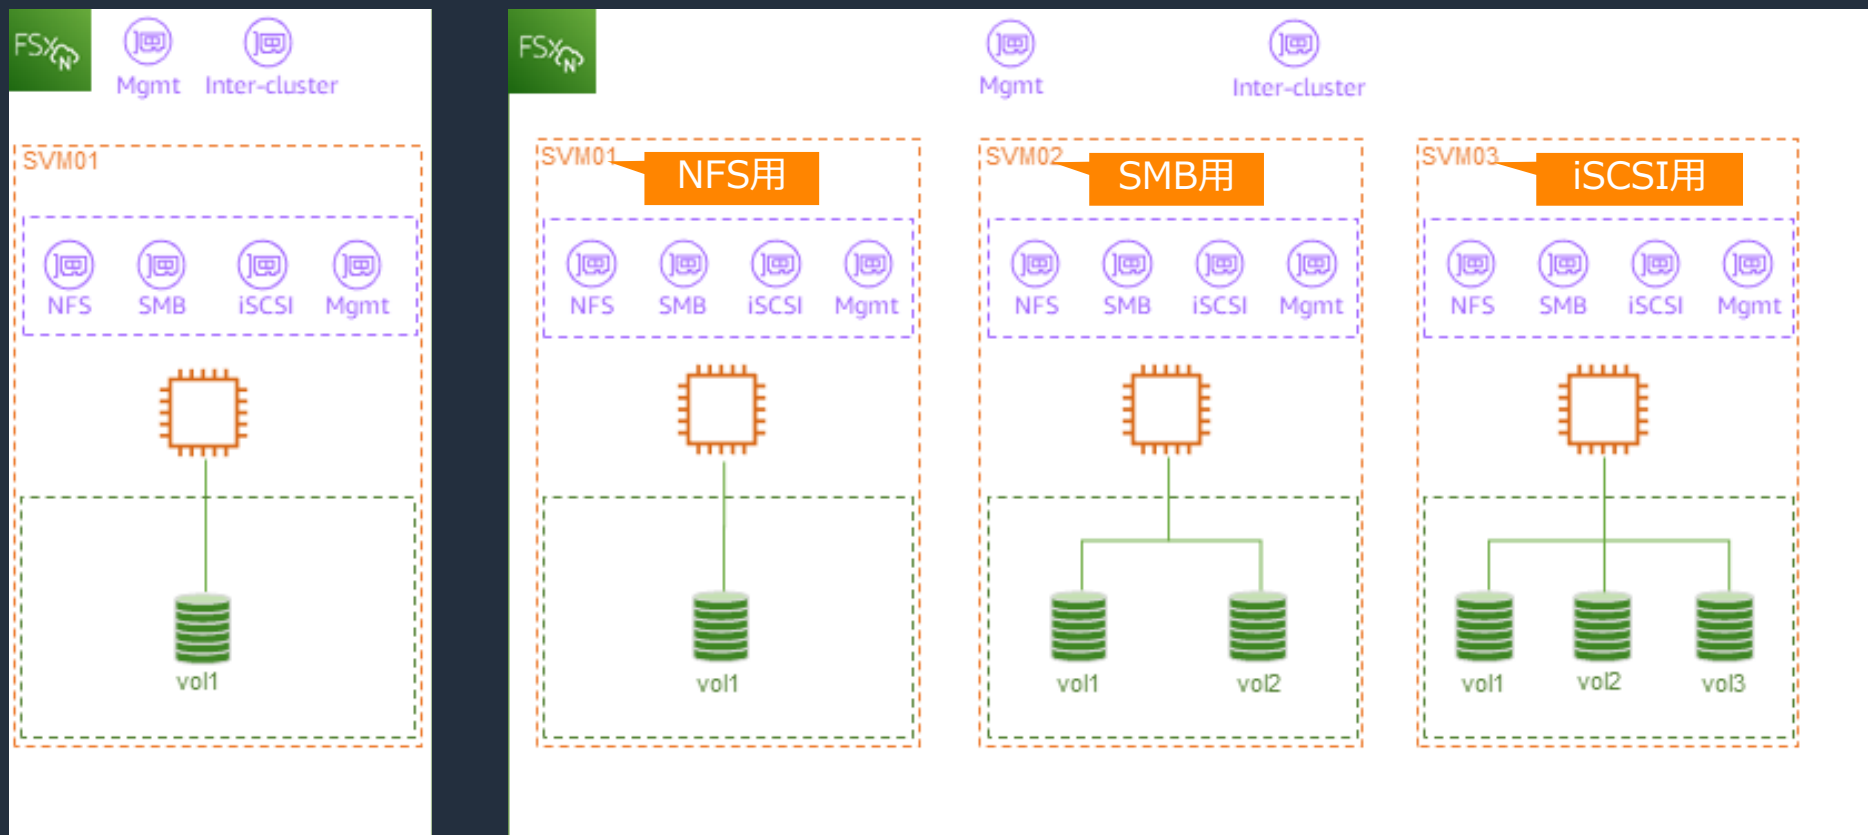 FSx
N
Mgmt
Inter-cluster
SVM01
NFS
SMB
iSCSI
Mgmt
vol1
FSx
N
Mgmt
Inter-cluster
SVM01
NFS用
NFS
SMB
iSCSI
Mgmt
vol1
SVM02
SMB用
NFS
SMB
iSCSI
Mgmt
vol1
vol2
SVM03
iSCSI用
NFS
SMB
iSCSI
Mgmt
vol1
vol2
vol3